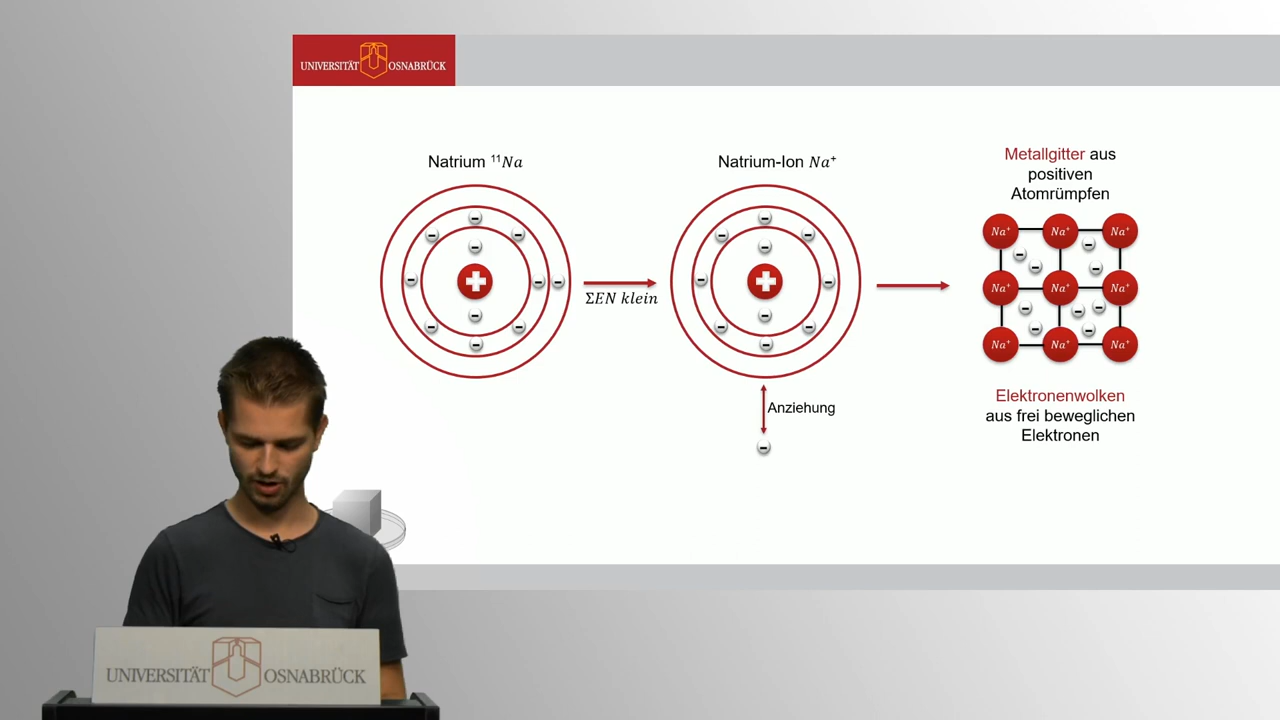 UNIVERSITÄT OSNABRÜCK
Natrium ¹¹Na
Natrium-Ion Na⁺
Metallgitter aus
positiven
Atomrümpfen
Na⁺ Na⁺ Na⁺
ΣEN klein
Na⁺ Na⁺ Na⁺
Na⁺ Na⁺ Na⁺
Anziehung
Elektronenwolken
aus frei beweglichen
Elektronen
UNIVERSITÄT OSNABRÜCK